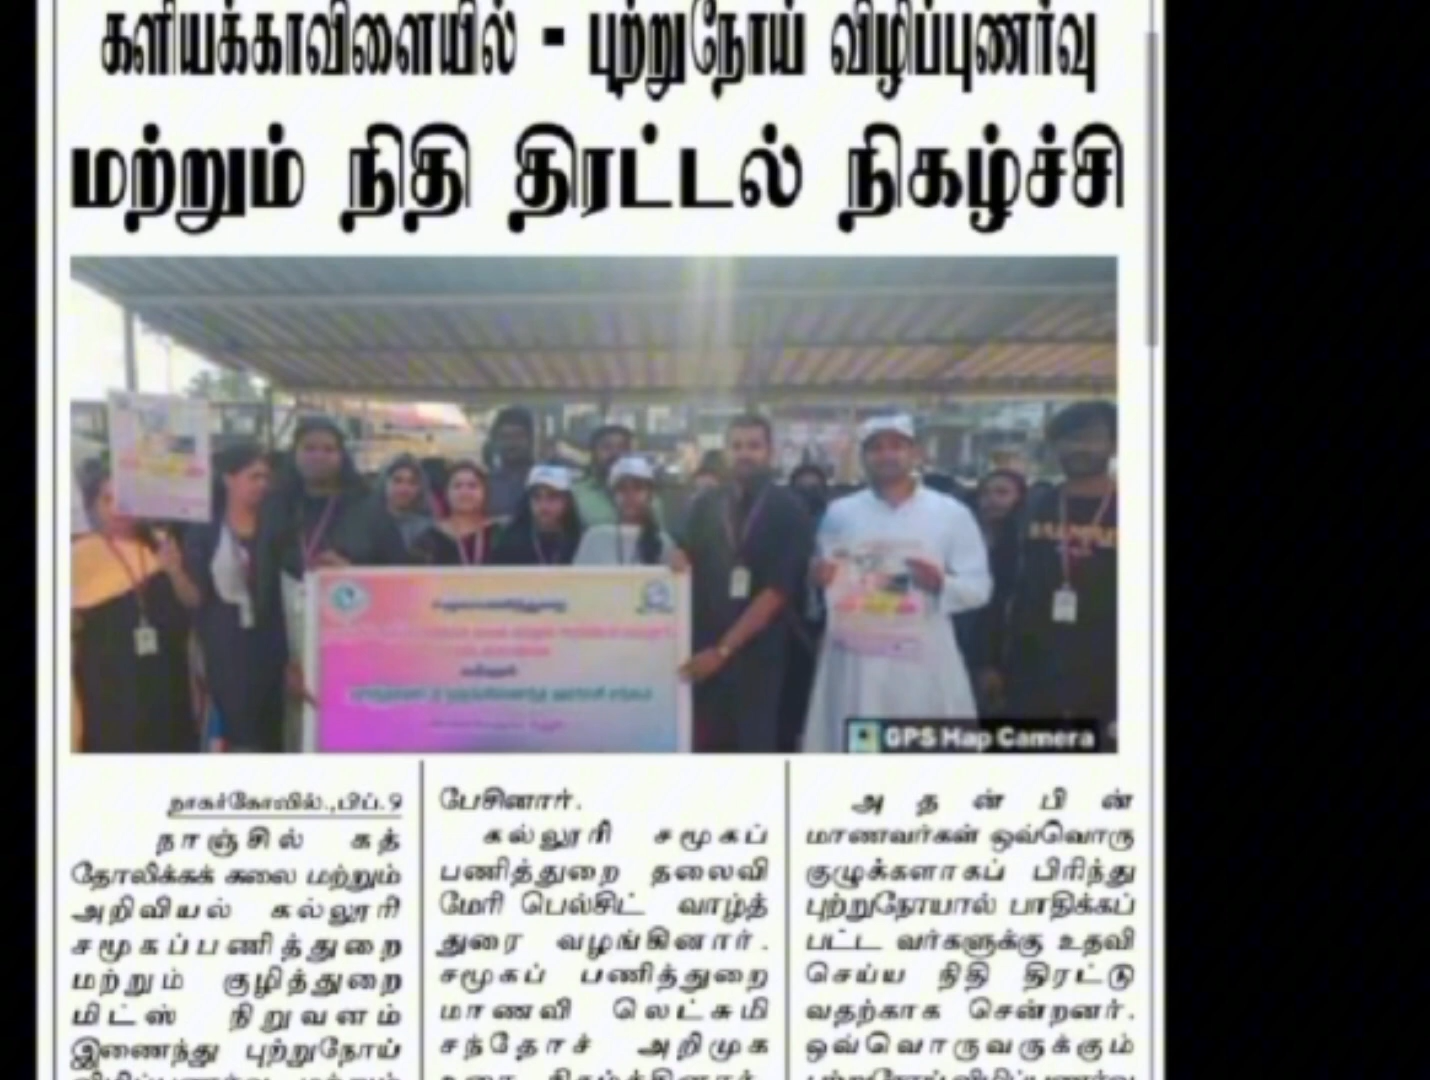 களியக்காவிளையில் - புற்றுநோய் விழிப்புணர்வு
மற்றும் நிதி திரட்டல் நிகழ்ச்சி
GPS Map Camera
நாகர்கோவில்.,பிப்.9
நாஞ்சில் கத்
தோலிக்கக் கலை மற்றும்
அறிவியல் கல்லூரி
சமூகப்பணித்துறை
மற்றும் குழித்துறை
மிட்ஸ் நிறுவனம்
இணைந்து புற்றுநோய்
பேசினார்.
கல்லூரி சமூகப்
பணித்துறை தலைவி
மேரி பெல்சிட் வாழ்த்
துரை வழங்கினார்.
சமூகப் பணித்துறை
மாணவி லெட்சுமி
சந்தோச் அறிமுக
அதன்பின்
மாணவர்கள் ஒவ்வொரு
குழுக்களாகப் பிரிந்து
புற்றுநோயால் பாதிக்கப்
பட்ட வர்களுக்கு உதவி
செய்ய நிதி திரட்டு
வதற்காக சென்றனர்.
ஒவ்வொருவருக்கும்